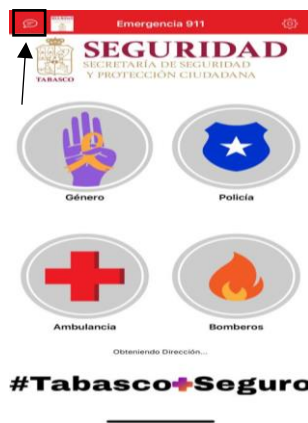 Emergencia 911
SEGURIDAD
SECRETARÍA DE SEGURIDAD
Y PROTECCIÓN CIUDADANA
TABASCO
Género
Policía
Ambulancia
Bomberos
Obteniendo Dirección...
#Tabasco+Seguro